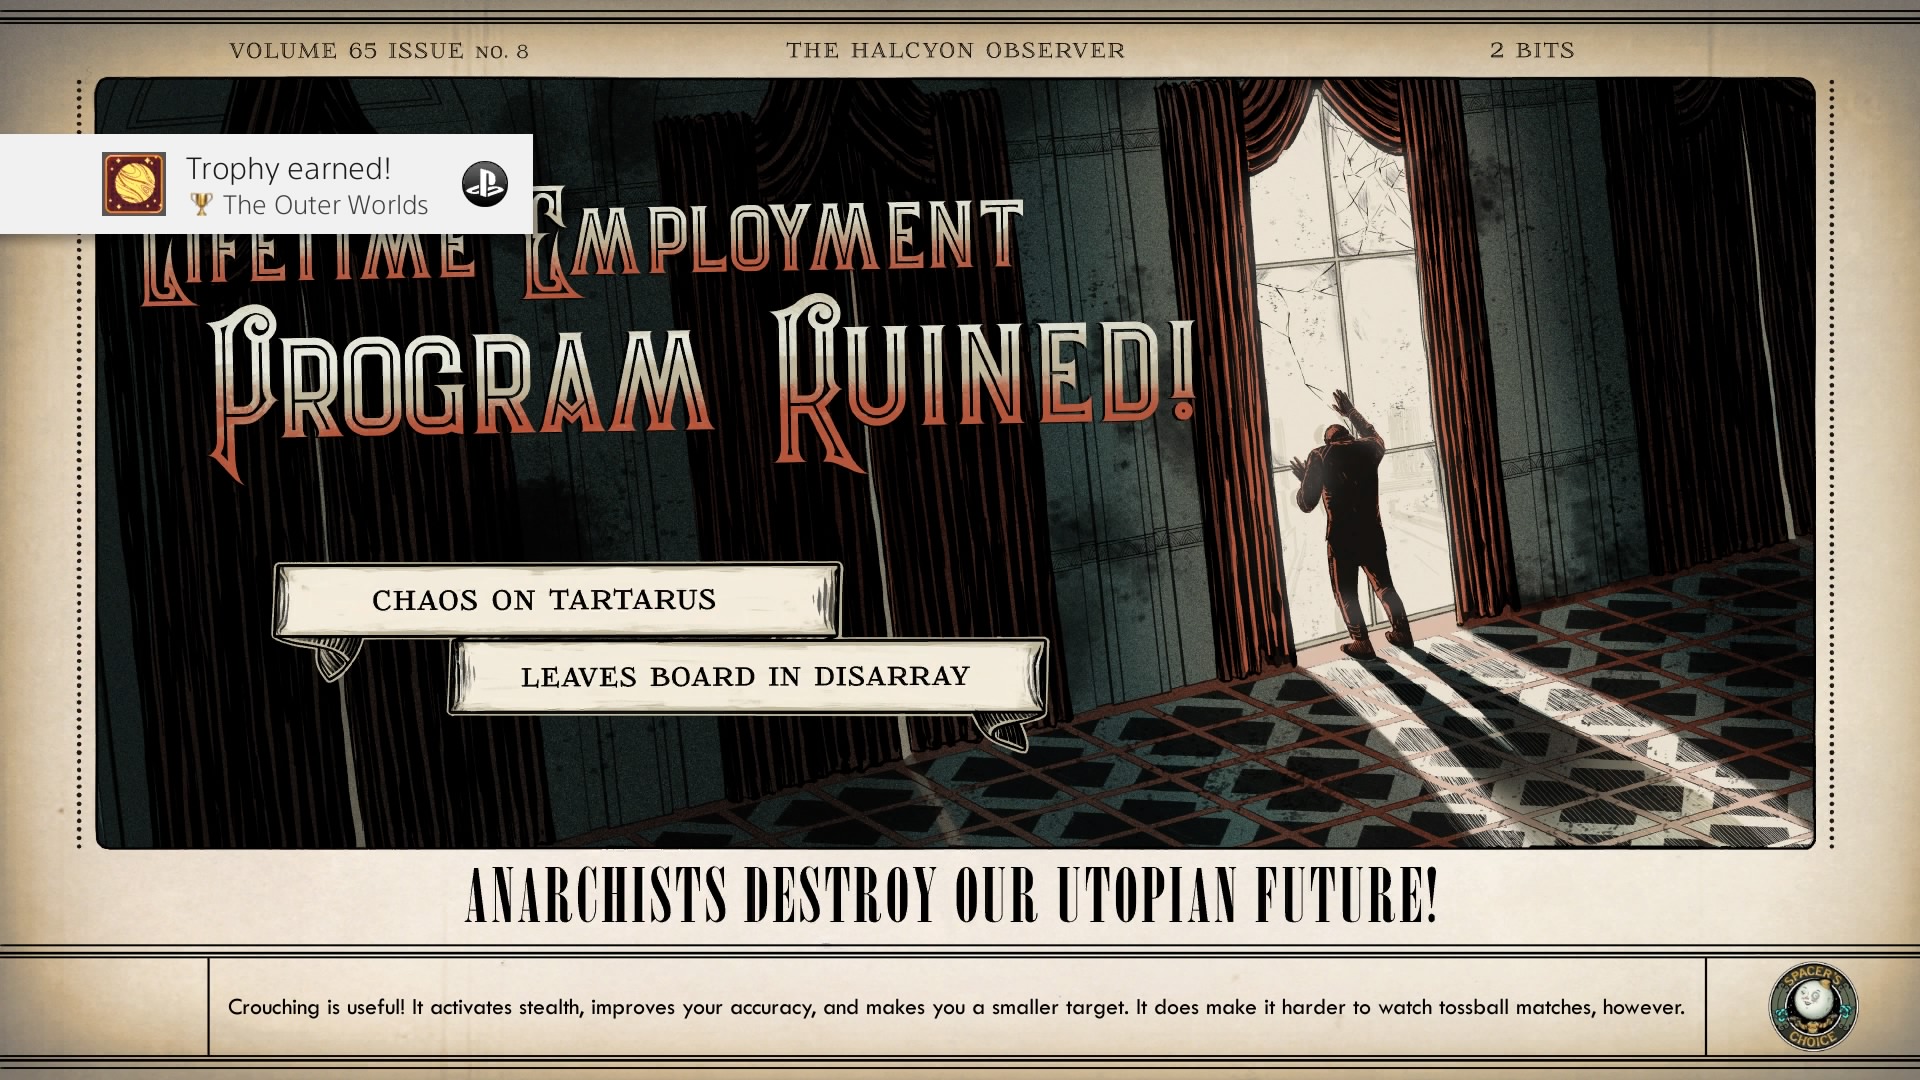 VOLUME 65 ISSUE NO. 8
THE HALCYON OBSERVER
2 BITS
Trophy earned!
The Outer Worlds
LIFETIME EMPLOYMENT
PROGRAM RUINED!
CHAOS ON TARTARUS
LEAVES BOARD IN DISARRAY
ANARCHISTS DESTROY OUR UTOPIAN FUTURE!
Crouching is useful! It activates stealth, improves your accuracy, and makes you a smaller target. It does make it harder to watch tossball matches, however.
SPACER'S
CHOICE